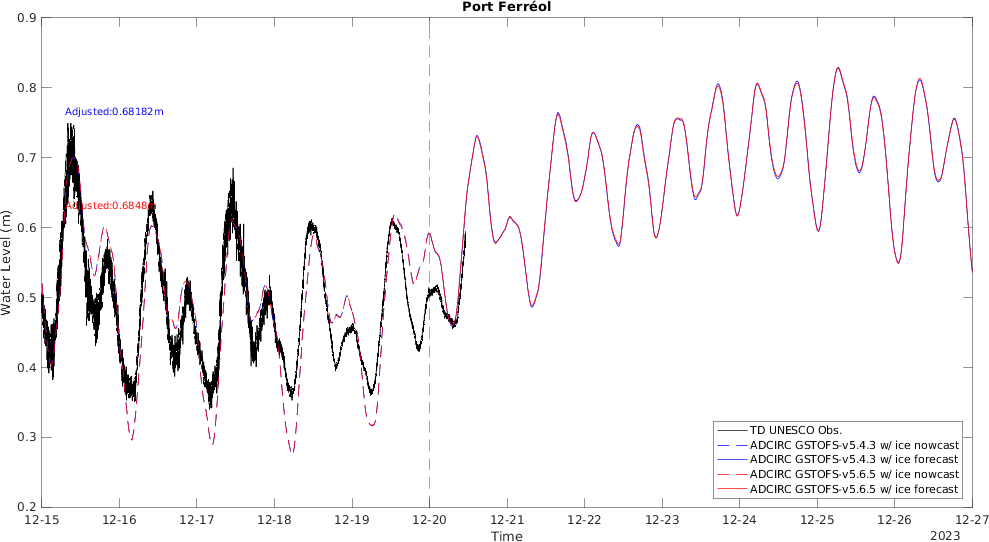 Port Ferréol
0.9
0.8
0.7
0.6
0.5
0.4
0.3
0.2
Water Level (m)
Adjusted:0.68182m
Adjusted:0.6848m
TD UNESCO Obs.
ADCIRC GSTOFS-v5.4.3 w/ ice nowcast
ADCIRC GSTOFS-v5.4.3 w/ ice forecast
ADCIRC GSTOFS-v5.6.5 w/ ice nowcast
ADCIRC GSTOFS-v5.6.5 w/ ice forecast
12-15 12-16 12-17 12-18 12-19 12-20 12-21 12-22 12-23 12-24 12-25 12-26 12-27
Time
2023